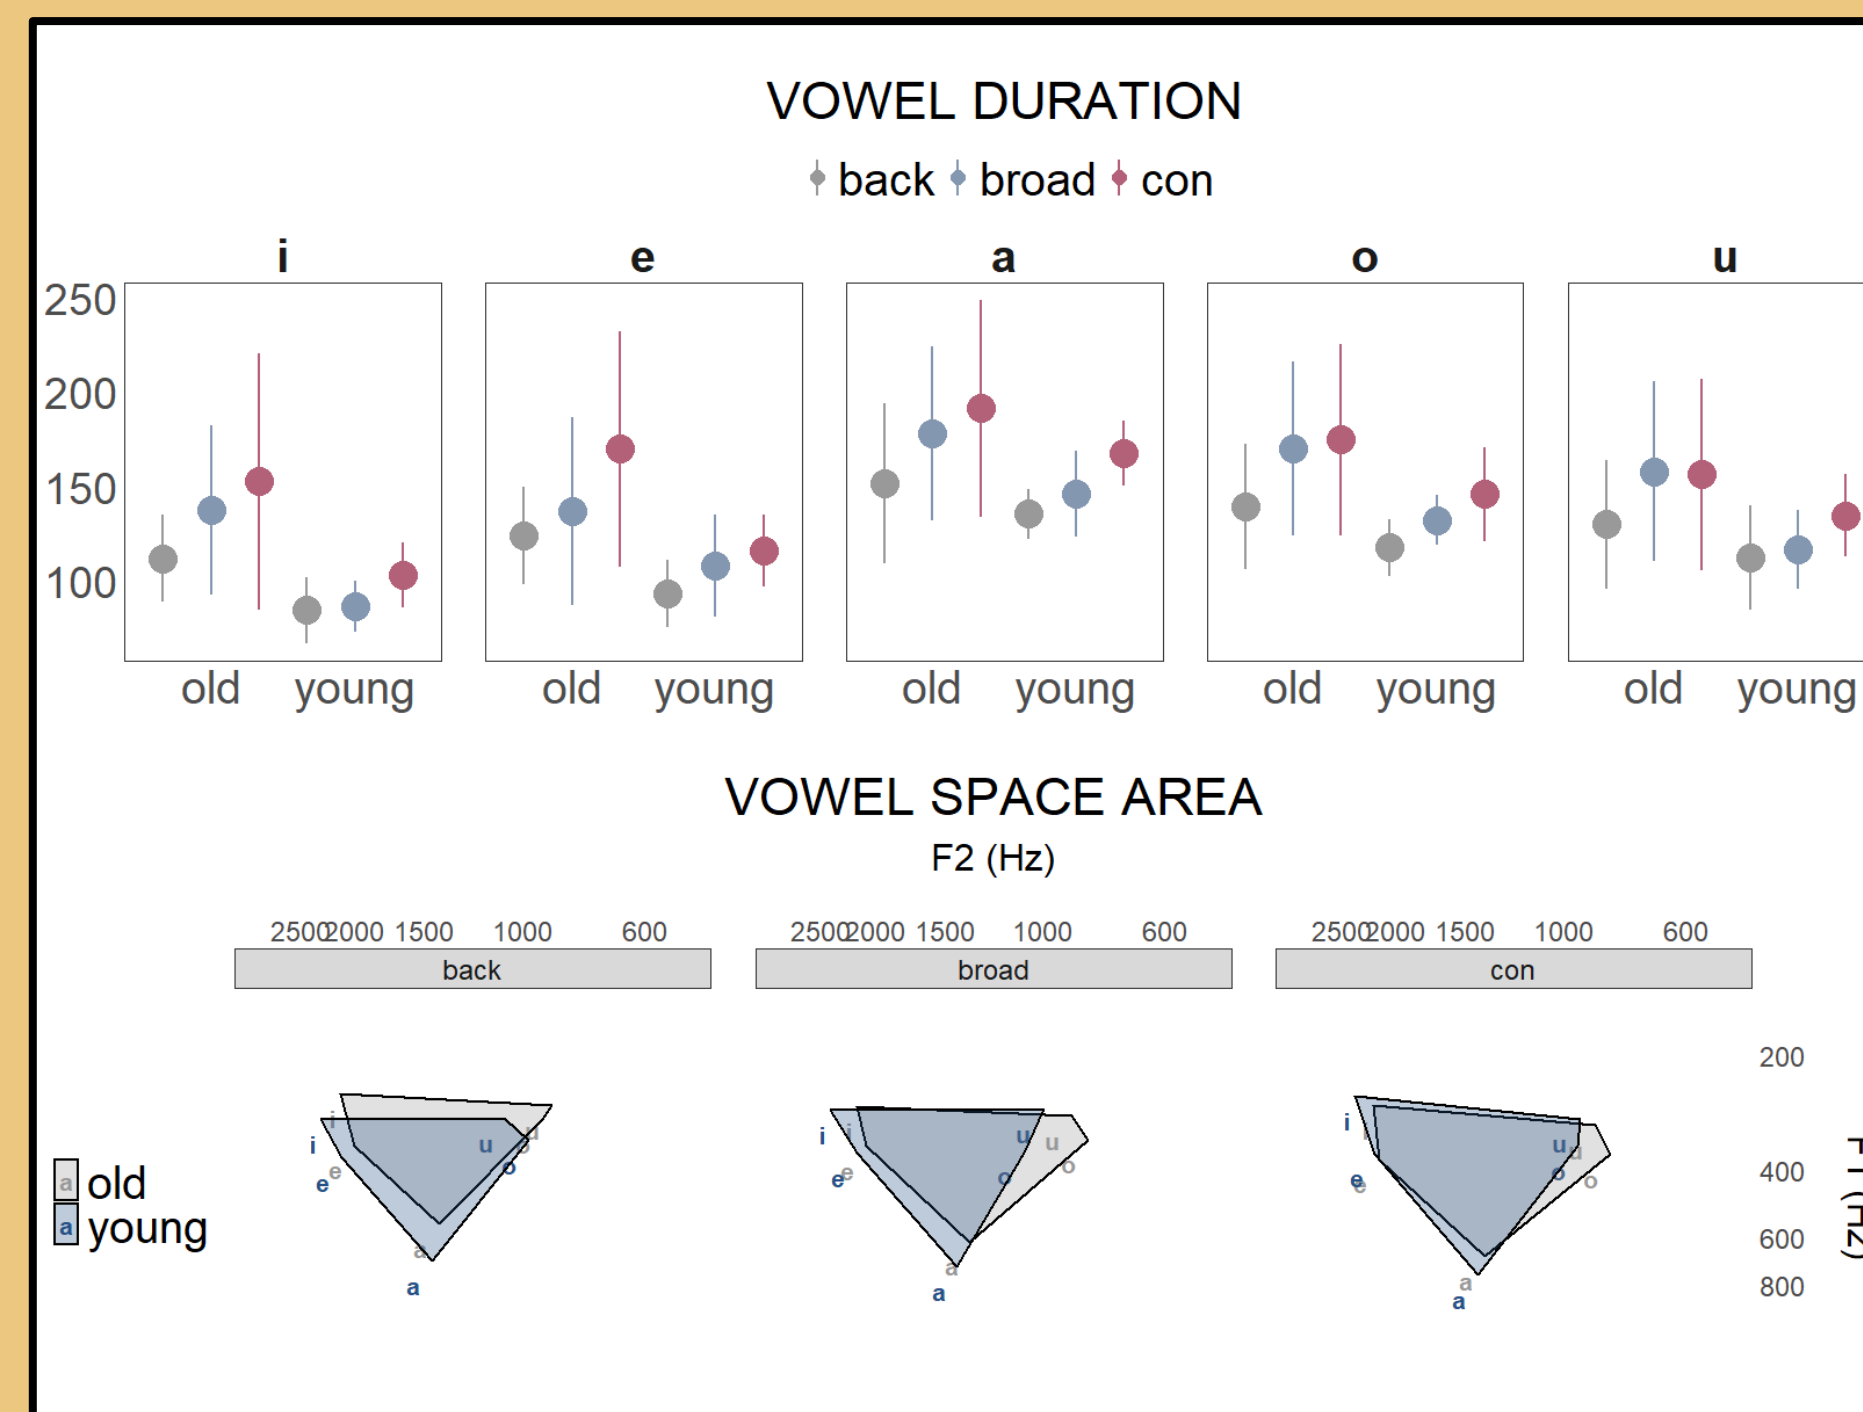 VOWEL DURATION
back broad con
i e a o u
250
200
150
100
old young old young old young old young old young
VOWEL SPACE AREA
F2 (Hz)
2500 2000 1500 1000 600 2500 2000 1500 1000 600 2500 2000 1500 1000 600
back broad con
200
400
600
800
F1 (Hz)
a old
a young
i i e e a a u u o o
i i e e a a u u o o
i i e e a a u u o o